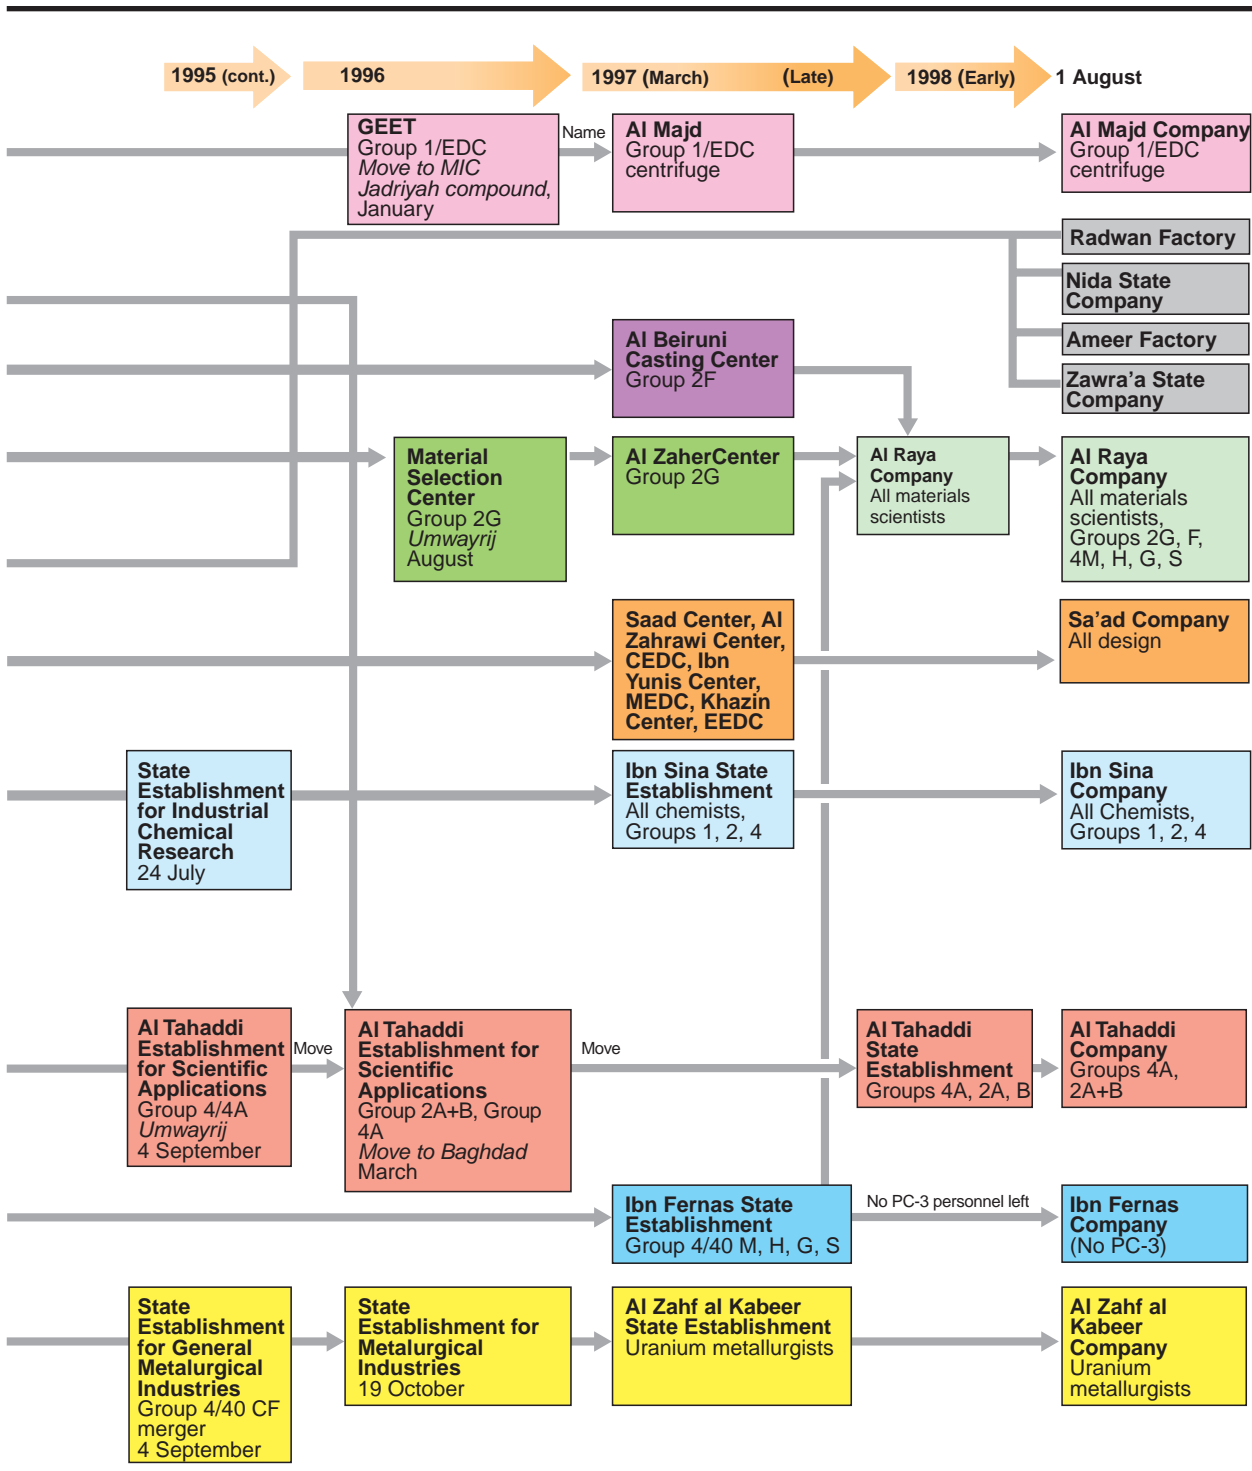 1995 (cont.)
1996
1997 (March)
(Late)
1998 (Early)
1 August
GEET
Group 1/EDC
Move to MIC
Jadriyah compound,
January
Name
Al Majd
Group 1/EDC
centrifuge
Al Majd Company
Group 1/EDC
centrifuge
Radwan Factory
Nida State
Company
Ameer Factory
Zawra’a State
Company
Al Beiruni
Casting Center
Group 2F
Material
Selection
Center
Group 2G
Umwayrij
August
Al ZaherCenter
Group 2G
Al Raya
Company
All materials
scientists
Al Raya
Company
All materials
scientists,
Groups 2G, F,
4M, H, G, S
Saad Center, Al
Zahrawi Center,
CEDC, Ibn
Yunis Center,
MEDC, Khazin
Center, EEDC
Sa’ad Company
All design
State
Establishment
for Industrial
Chemical
Research
24 July
Ibn Sina State
Establishment
All chemists,
Groups 1, 2, 4
Ibn Sina
Company
All Chemists,
Groups 1, 2, 4
Al Tahaddi
Establishment
for Scientific
Applications
Group 4/4A
Umwayrij
4 September
Move
Al Tahaddi
Establishment for
Scientific
Applications
Group 2A+B, Group
4A
Move to Baghdad
March
Move
Al Tahaddi
State
Establishment
Groups 4A, 2A, B
Al Tahaddi
Company
Groups 4A,
2A+B
Ibn Fernas State
Establishment
Group 4/40 M, H, G, S
No PC-3 personnel left
Ibn Fernas
Company
(No PC-3)
State
Establishment
for General
Metalurgical
Industries
Group 4/40 CF
merger
4 September
State
Establishment for
Metalurgical
Industries
19 October
Al Zahf al Kabeer
State Establishment
Uranium metallurgists
Al Zahf al
Kabeer
Company
Uranium
metallurgists